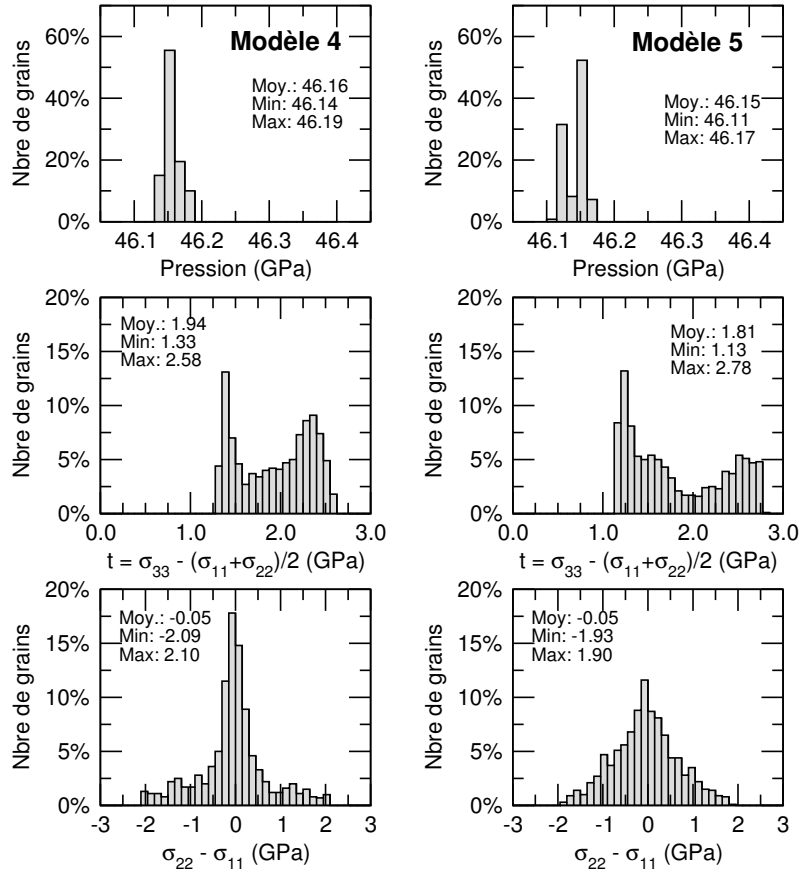 60%
40%
20%
0%
Nbre de grains
Modèle 4
Moy.: 46.16
Min: 46.14
Max: 46.19
46.1 46.2 46.3 46.4
Pression (GPa)
60%
40%
20%
0%
Nbre de grains
Modèle 5
Moy.: 46.15
Min: 46.11
Max: 46.17
46.1 46.2 46.3 46.4
Pression (GPa)
20%
15%
10%
5%
0%
Nbre de grains
Moy.: 1.94
Min: 1.33
Max: 2.58
0.0 1.0 2.0 3.0
t = σ33 - (σ11+σ22)/2 (GPa)
20%
15%
10%
5%
0%
Nbre de grains
Moy.: 1.81
Min: 1.13
Max: 2.78
0.0 1.0 2.0 3.0
t = σ33 - (σ11+σ22)/2 (GPa)
20%
15%
10%
5%
0%
Nbre de grains
Moy.: -0.05
Min: -2.09
Max: 2.10
-3 -2 -1 0 1 2 3
σ22 - σ11 (GPa)
20%
15%
10%
5%
0%
Nbre de grains
Moy.: -0.05
Min: -1.93
Max: 1.90
-3 -2 -1 0 1 2 3
σ22 - σ11 (GPa)